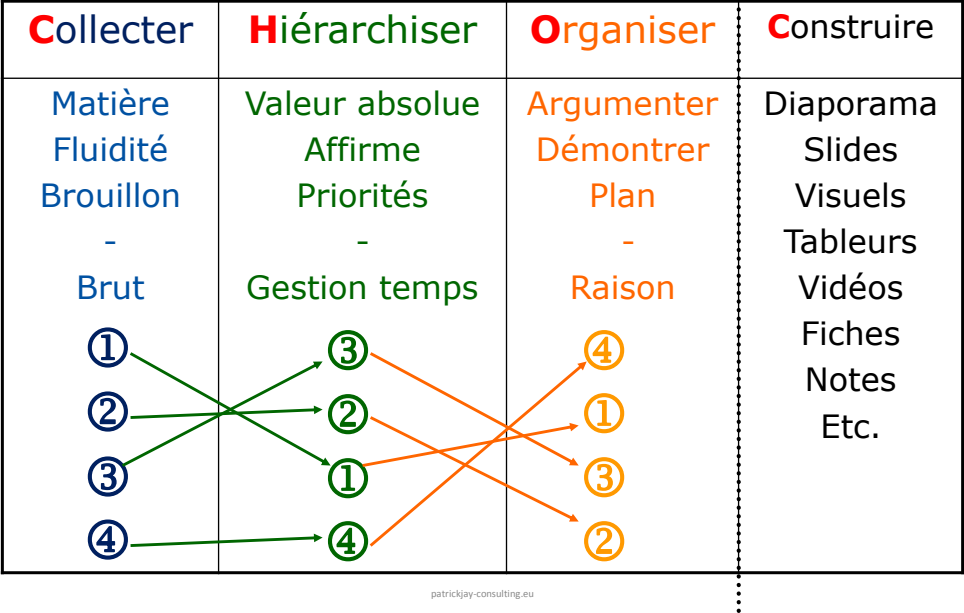 Collecter Hiérarchiser Organiser Construire
Matière Valeur absolue Argumenter Diaporama
Fluidité Affirme Démontrer Slides
Brouillon Priorités Plan Visuels
- - - Tableurs
Brut Gestion temps Raison Vidéos
Fiches
① ③ ④
Notes
② ② ① Etc.
③ ① ③
④ ④ ②
patrickjay-consulting.eu